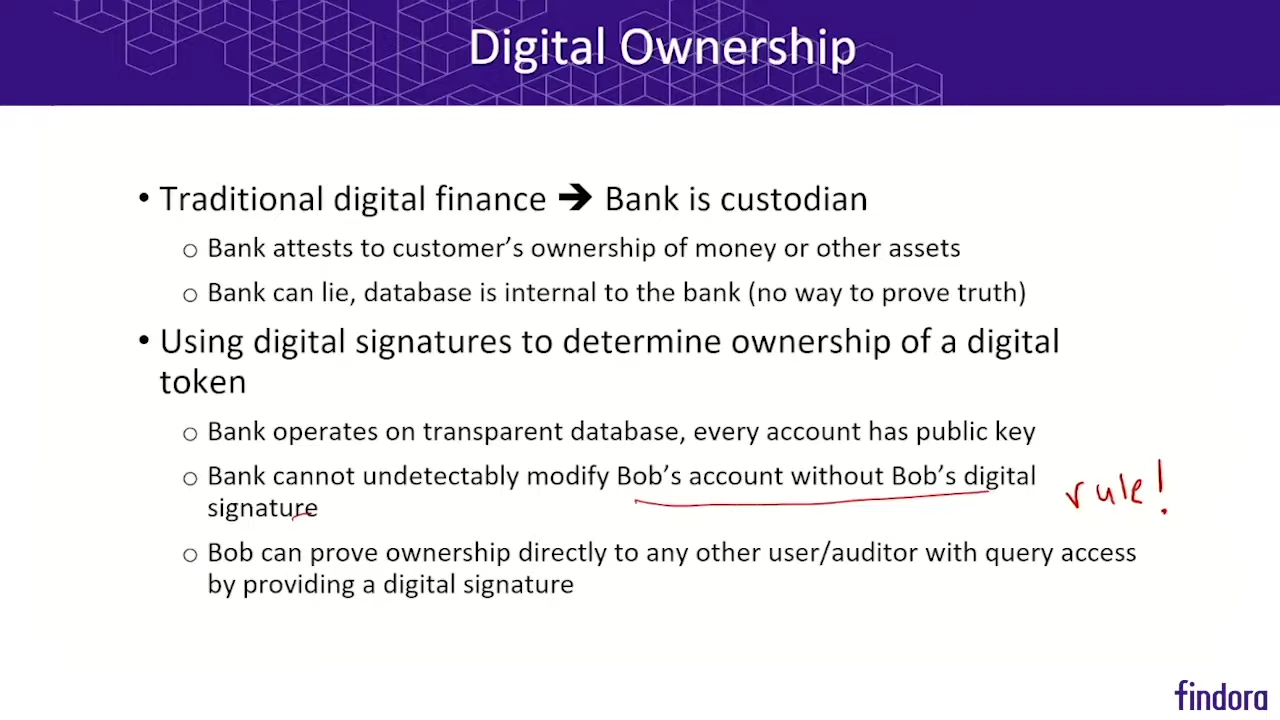 Digital Ownership
• Traditional digital finance ➔ Bank is custodian
o Bank attests to customer’s ownership of money or other assets
o Bank can lie, database is internal to the bank (no way to prove truth)
• Using digital signatures to determine ownership of a digital
token
o Bank operates on transparent database, every account has public key
o Bank cannot undetectably modify Bob’s account without Bob’s digital
signature
rule!
o Bob can prove ownership directly to any other user/auditor with query access
by providing a digital signature
findora